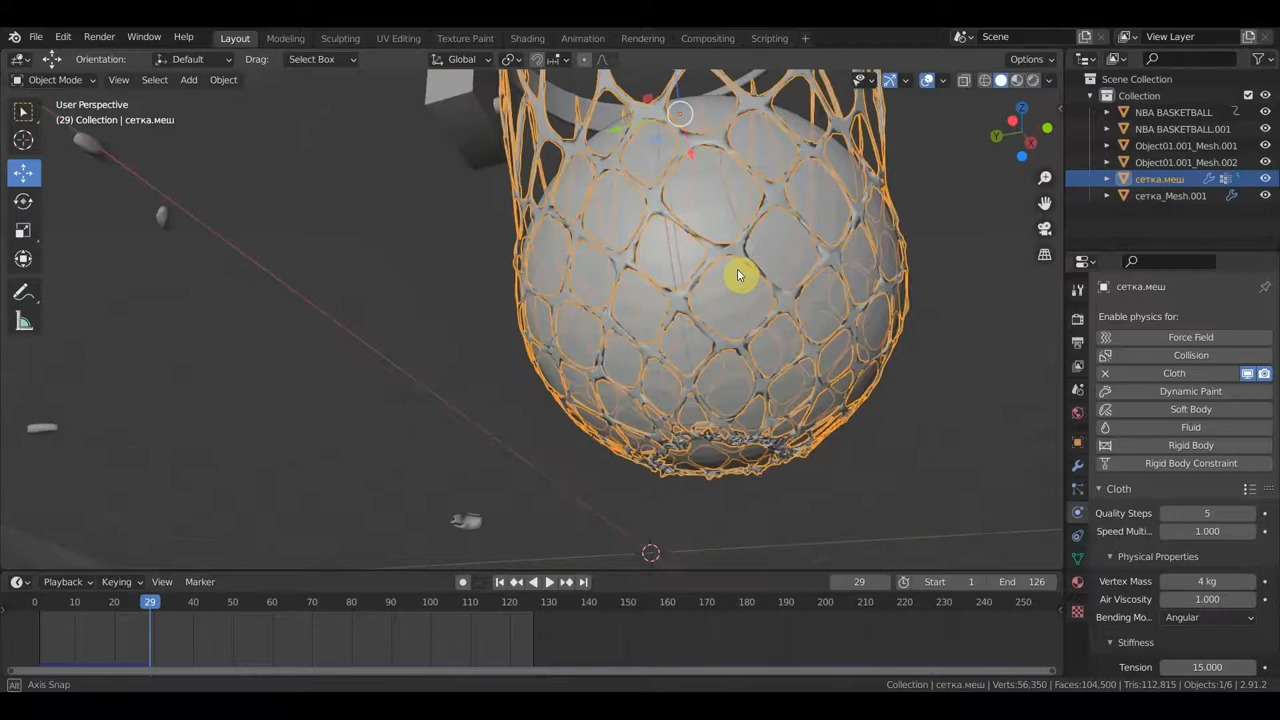 File Edit Render Window Help Layout Modeling Sculpting UV Editing Texture Paint Shading Animation Rendering Compositing Scripting + Scene View Layer
Orientation: Default Drag: Select Box Global Options
Object Mode View Select Add Object
User Perspective
(29) Collection | сетка.меш
X
Y
Z
Scene Collection
Collection
NBA BASKETBALL
NBA BASKETBALL.001
Object01.001_Mesh.001
Object01.001_Mesh.002
сетка.меш
сетка_Mesh.001
сетка.меш
Enable physics for:
Force Field
Collision
Cloth
Dynamic Paint
Soft Body
Fluid
Rigid Body
Rigid Body Constraint
Cloth
Quality Steps 5
Speed Multi... 1.000
Physical Properties
Vertex Mass 4 kg
Air Viscosity 1.000
Bending Mo... Angular
Stiffness
Tension 15.000
Playback Keying View Marker 29 Start 1 End 126
0 10 20 29 40 50 60 70 80 90 100 110 120 130 140 150 160 170 180 190 200 210 220 230 240 250
Alt Axis Snap Collection | сетка.меш | Verts:56,350 | Faces:104,500 | Tris:112,815 | Objects:1/6 | 2.91.2